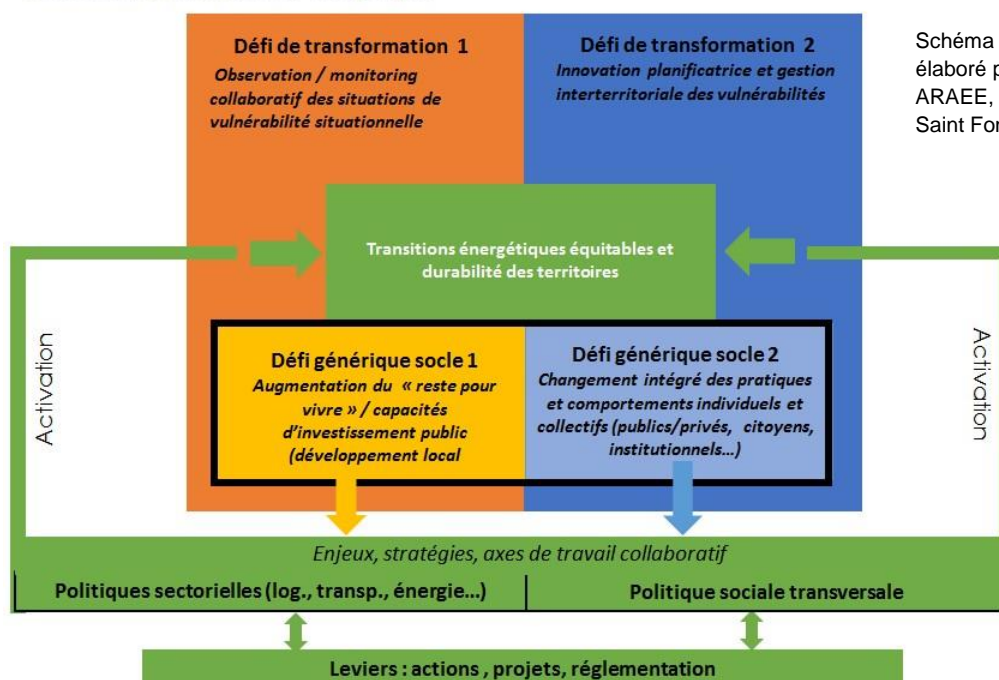 Défi de transformation 1
Observation / monitoring
collaboratif des situations de
vulnérabilité situationnelle
Défi de transformation 2
Innovation planificatrice et gestion
interterritoriale des vulnérabilités
Schéma
élaboré
ARAEE,
Saint
Transitions énergétiques équitables et
durabilité des territoires
Activation
Activation
Défi générique socle 1
Augmentation du « reste pour
vivre » / capacités
d'investissement public
(développement local
Défi générique socle 2
Changement intégré des pratiques
et comportements individuels et
collectifs (publics/privés, citoyens,
institutionnels...)
Enjeux, stratégies, axes de travail collaboratif
Politiques sectorielles (log., transp., énergie...)
Politique sociale transversale
Leviers : actions , projets, réglementation